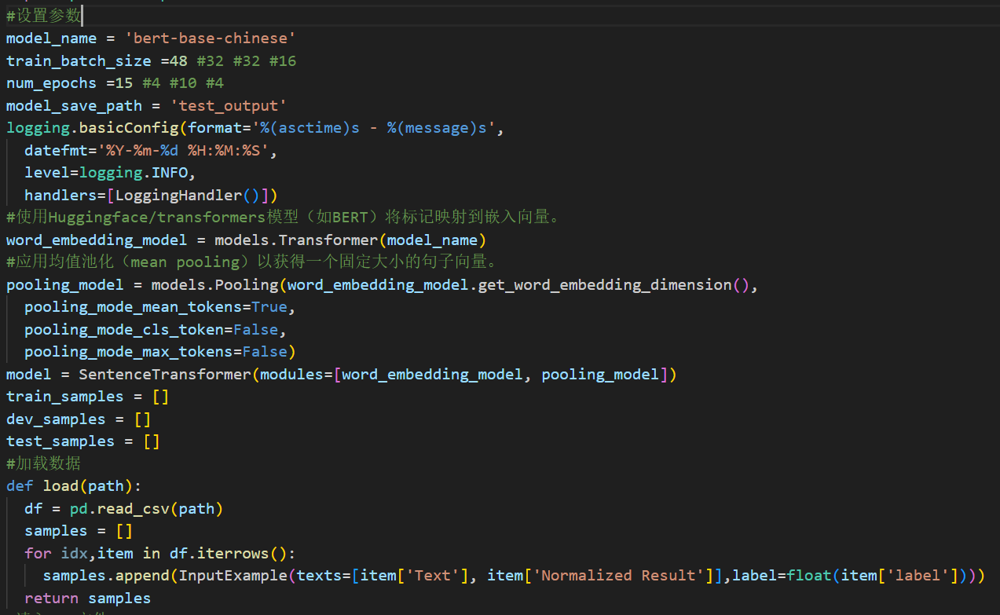 #设置参数
model_name = 'bert-base-chinese'
train_batch_size =48 #32 #32 #16
num_epochs =15 #4 #10 #4
model_save_path = 'test_output'
logging.basicConfig(format='%(asctime)s - %(message)s',
  datefmt='%Y-%m-%d %H:%M:%S',
  level=logging.INFO,
  handlers=[LoggingHandler()])
#使用Huggingface/transformers模型（如BERT）将标记映射到嵌入向量。
word_embedding_model = models.Transformer(model_name)
#应用均值池化（mean pooling）以获得一个固定大小的句子向量。
pooling_model = models.Pooling(word_embedding_model.get_word_embedding_dimension(),
  pooling_mode_mean_tokens=True,
  pooling_mode_cls_token=False,
  pooling_mode_max_tokens=False)
model = SentenceTransformer(modules=[word_embedding_model, pooling_model])
train_samples = []
dev_samples = []
test_samples = []
#加载数据
def load(path):
  df = pd.read_csv(path)
  samples = []
  for idx,item in df.iterrows():
    samples.append(InputExample(texts=[item['Text'], item['Normalized Result']],label=float(item['label'])))
  return samples